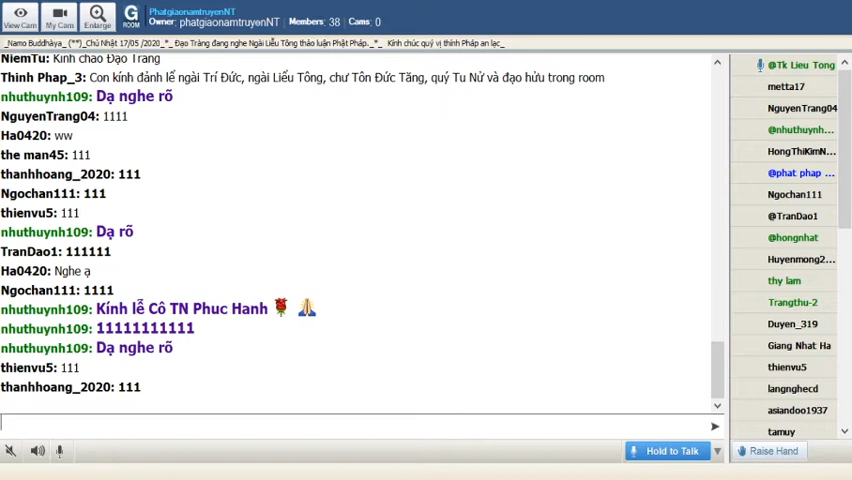 PhatgiaonamtruyenNT
Owner: phatgiaonamtruyenNT Members: 38 Cams: 0
View Cam My Cam Enlarge G ROOM
_Namo Buddhàya_ (**)_Chủ Nhật 17/05 /2020_*_ Đạo Tràng đang nghe Ngài Liễu Tông thảo luận Phật Pháp._*_ Kính chúc quý vị thính Pháp an lạc_
NiemTu: Kính chào Đạo Tràng
Thinh Phap_3: Con kính đảnh lễ ngài Trí Đức, ngài Liễu Tông, chư Tôn Đức Tăng, quý Tu Nữ và đạo hữu trong room
nhuthuynh109: Dạ nghe rõ
NguyenTrang04: 1111
Ha0420: ww
the man45: 111
thanhhoang_2020: 111
Ngochan111: 111
thienvu5: 111
nhuthuynh109: Dạ rõ
TranDao1: 111111
Ha0420: Nghe ạ
Ngochan111: 1111
nhuthuynh109: Kính lễ Cô TN Phuc Hanh 🌹 🙏
nhuthuynh109: 11111111111
nhuthuynh109: Dạ nghe rõ
thienvu5: 111
thanhhoang_2020: 111
Hold to Talk
@Tk Lieu Tong
metta17
NguyenTrang04
@nhuthuynh...
HongThiKimN...
@phat phap ...
Ngochan111
@TranDao1
@hongnhat
Huyenmong2...
thy lam
Trangthu-2
Duyen_319
Giang Nhat Ha
thienvu5
langnghecd
asiandoo1937
tamuy
Raise Hand